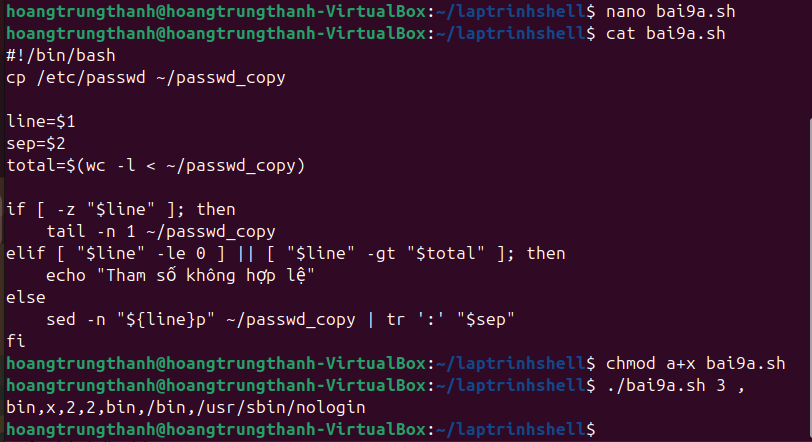 hoangtrungthanh@hoangtrungthanh-VirtualBox:~/laptrinhshell$ nano bai9a.sh
hoangtrungthanh@hoangtrungthanh-VirtualBox:~/laptrinhshell$ cat bai9a.sh
#!/bin/bash
cp /etc/passwd ~/passwd_copy

line=$1
sep=$2
total=$(wc -l < ~/passwd_copy)

if [ -z "$line" ]; then
    tail -n 1 ~/passwd_copy
elif [ "$line" -le 0 ] || [ "$line" -gt "$total" ]; then
    echo "Tham số không hợp lệ"
else
    sed -n "${line}p" ~/passwd_copy | tr ':' "$sep"
fi
hoangtrungthanh@hoangtrungthanh-VirtualBox:~/laptrinhshell$ chmod a+x bai9a.sh
hoangtrungthanh@hoangtrungthanh-VirtualBox:~/laptrinhshell$ ./bai9a.sh 3 ,
bin,x,2,2,bin,/bin,/usr/sbin/nologin
hoangtrungthanh@hoangtrungthanh-VirtualBox:~/laptrinhshell$